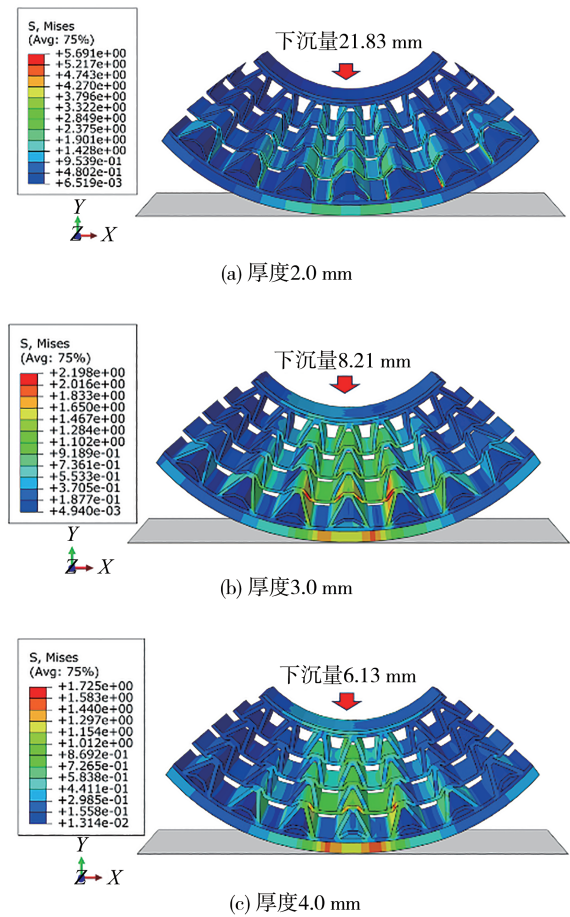 S, Mises
(Avg: 75%)
+5.691e+00
+5.217e+00
+4.743e+00
+4.270e+00
+3.796e+00
+3.322e+00
+2.849e+00
+2.375e+00
+1.901e+00
+1.428e+00
+9.539e-01
+4.802e-01
+6.519e-03
下沉量21.83 mm
Y
Z
X
(a) 厚度2.0 mm
S, Mises
(Avg: 75%)
+2.198e+00
+2.016e+00
+1.833e+00
+1.650e+00
+1.467e+00
+1.284e+00
+1.102e+00
+9.189e-01
+7.361e-01
+5.533e-01
+3.705e-01
+1.877e-01
+4.940e-03
下沉量8.21 mm
Y
Z
X
(b) 厚度3.0 mm
S, Mises
(Avg: 75%)
+1.725e+00
+1.583e+00
+1.440e+00
+1.297e+00
+1.154e+00
+1.012e+00
+8.692e-01
+7.265e-01
+5.838e-01
+4.411e-01
+2.985e-01
+1.558e-01
+1.314e-02
下沉量6.13 mm
Y
Z
X
(c) 厚度4.0 mm